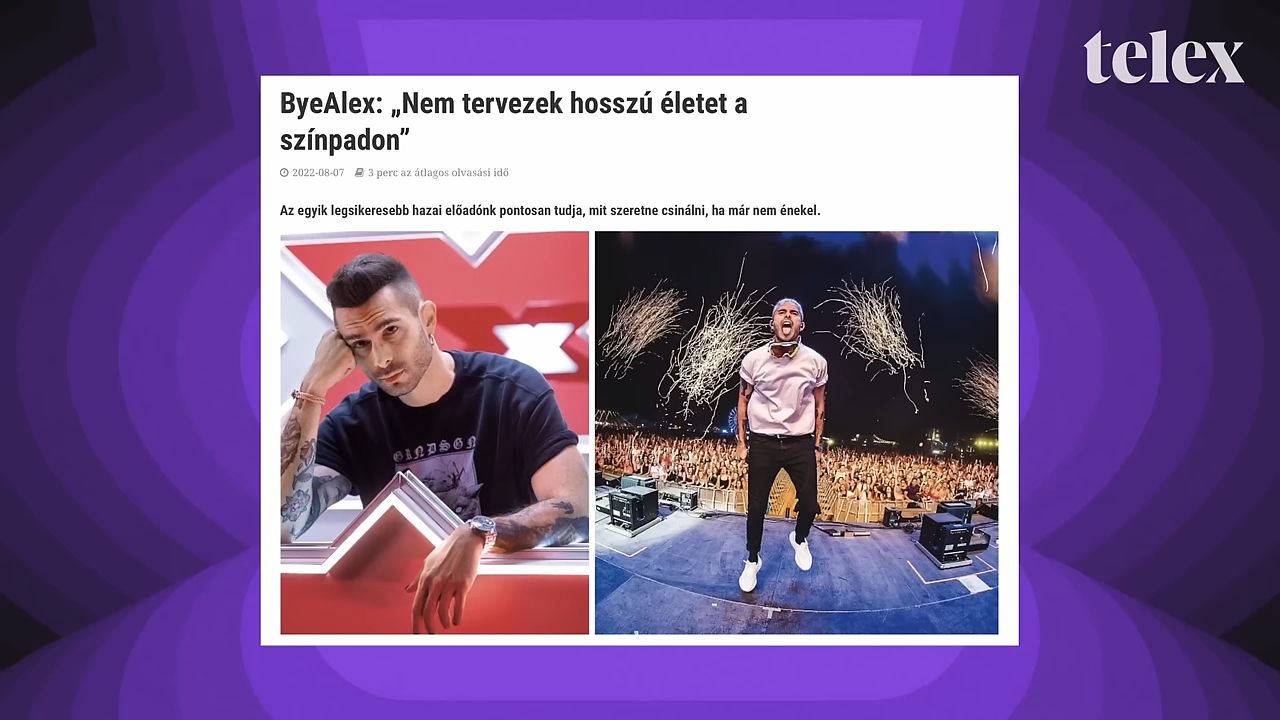 telex
ByeAlex: „Nem tervezek hosszú életet a
színpadon”
2022-08-07 3 perc az átlagos olvasási idő
Az egyik legsikeresebb hazai előadónk pontosan tudja, mit szeretne csinálni, ha már nem énekel.
GRNDSGN